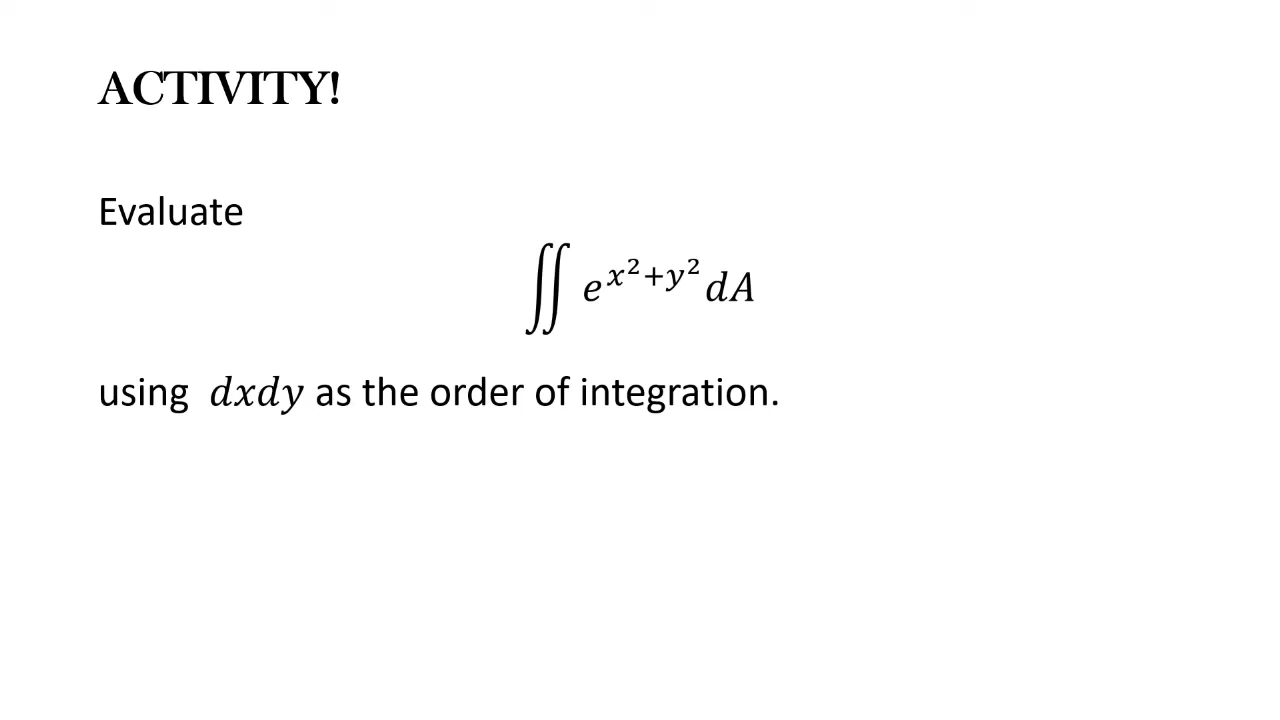 ACTIVITY!
Evaluate
∬ e^{x²+y²} dA
using dxdy as the order of integration.